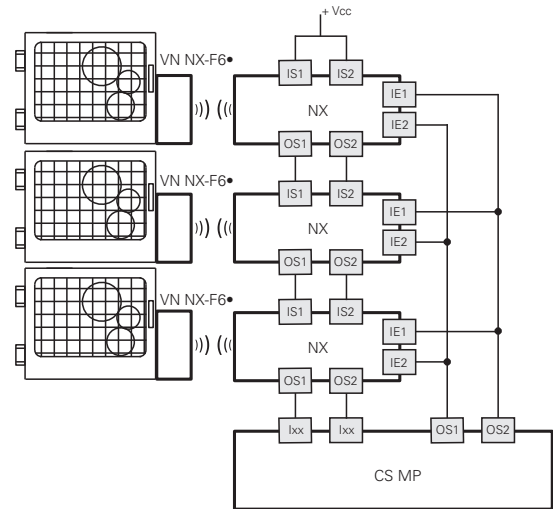 + Vcc
VN NX-F6•
IS1 IS2
IE1
NX
IE2
OS1 OS2
VN NX-F6•
IS1 IS2
IE1
NX
IE2
OS1 OS2
VN NX-F6•
IS1 IS2
IE1
NX
IE2
OS1 OS2
Ixx Ixx OS1 OS2
CS MP